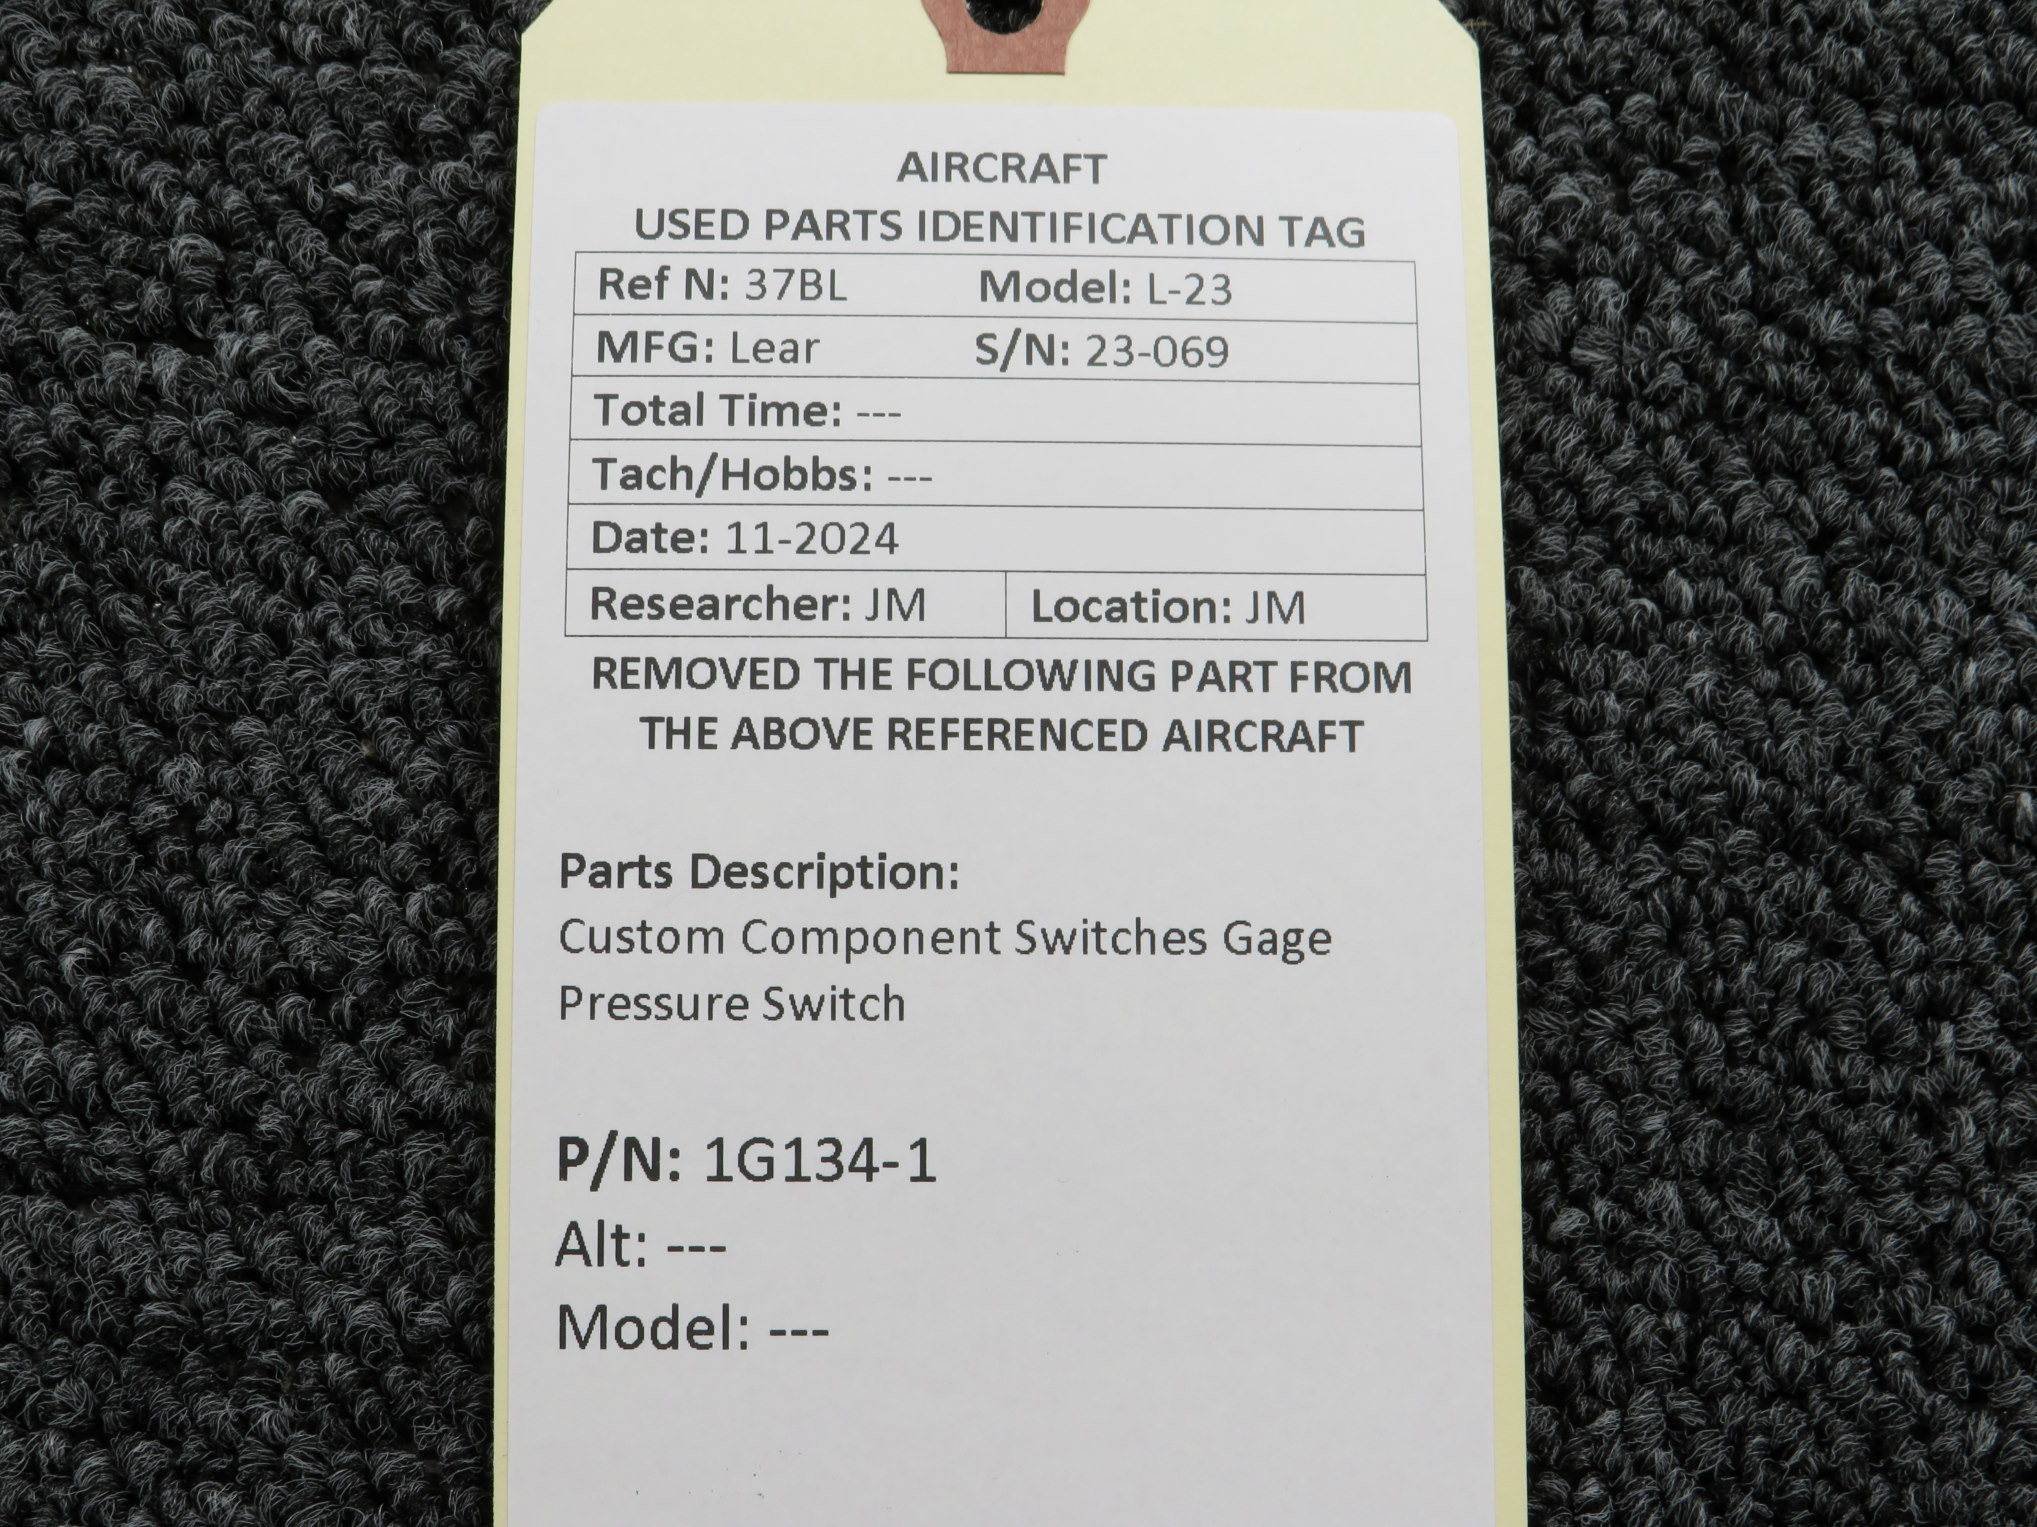 AIRCRAFT
USED PARTS IDENTIFICATION TAG
Ref N: 37BL Model: L-23
MFG: Lear S/N: 23-069
Total Time: ---
Tach/Hobbs: ---
Date: 11-2024
Researcher: JM Location: JM
REMOVED THE FOLLOWING PART FROM
THE ABOVE REFERENCED AIRCRAFT
Parts Description:
Custom Component Switches Gage
Pressure Switch
P/N: 1G134-1
Alt: ---
Model: ---